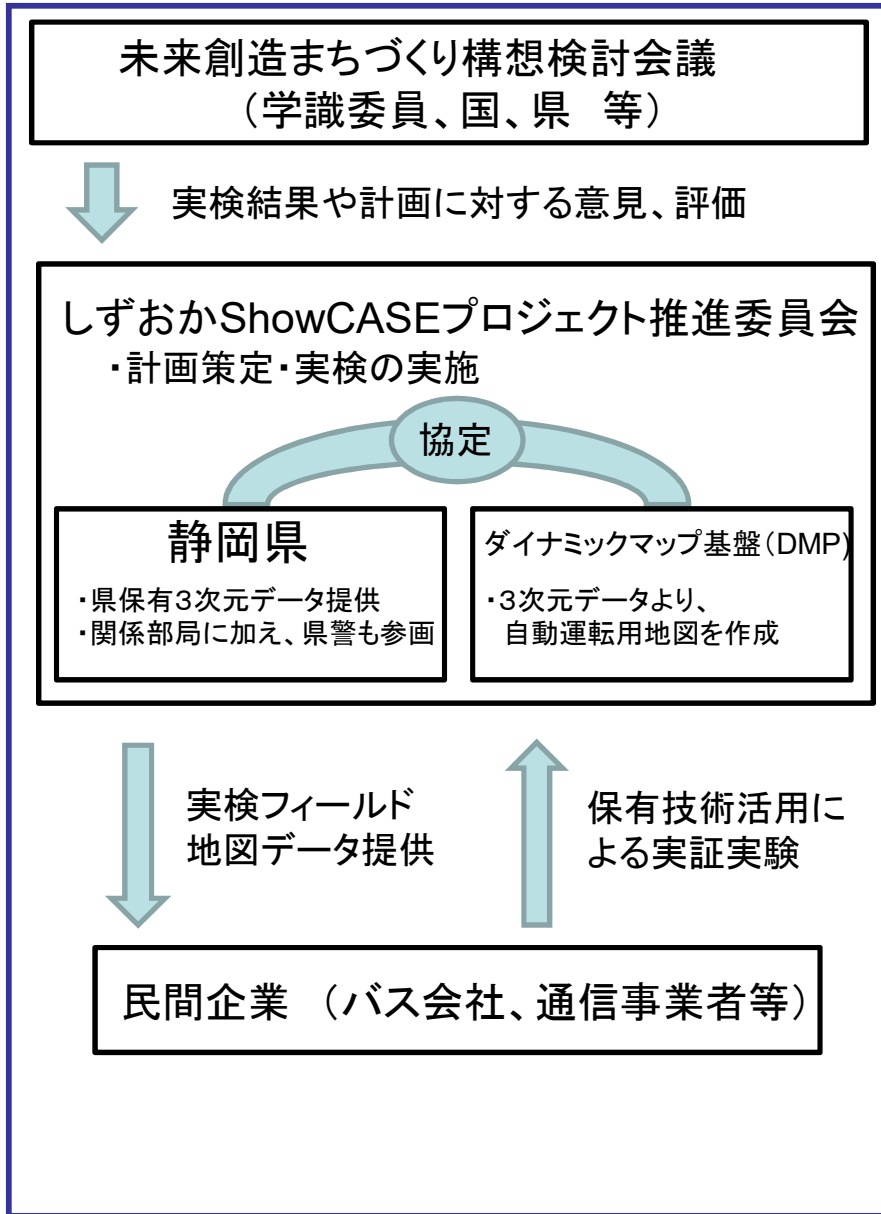 未来創造まちづくり構想検討会議
（学識委員、国、県　等）
実検結果や計画に対する意見、評価
しずおかShowCASEプロジェクト推進委員会
・計画策定・実検の実施
協定
静岡県
・県保有３次元データ提供
・関係部局に加え、県警も参画
ダイナミックマップ基盤（DMP）
・３次元データより、
自動運転用地図を作成
実検フィールド
地図データ提供
保有技術活用に
よる実証実験
民間企業　（バス会社、通信事業者等）